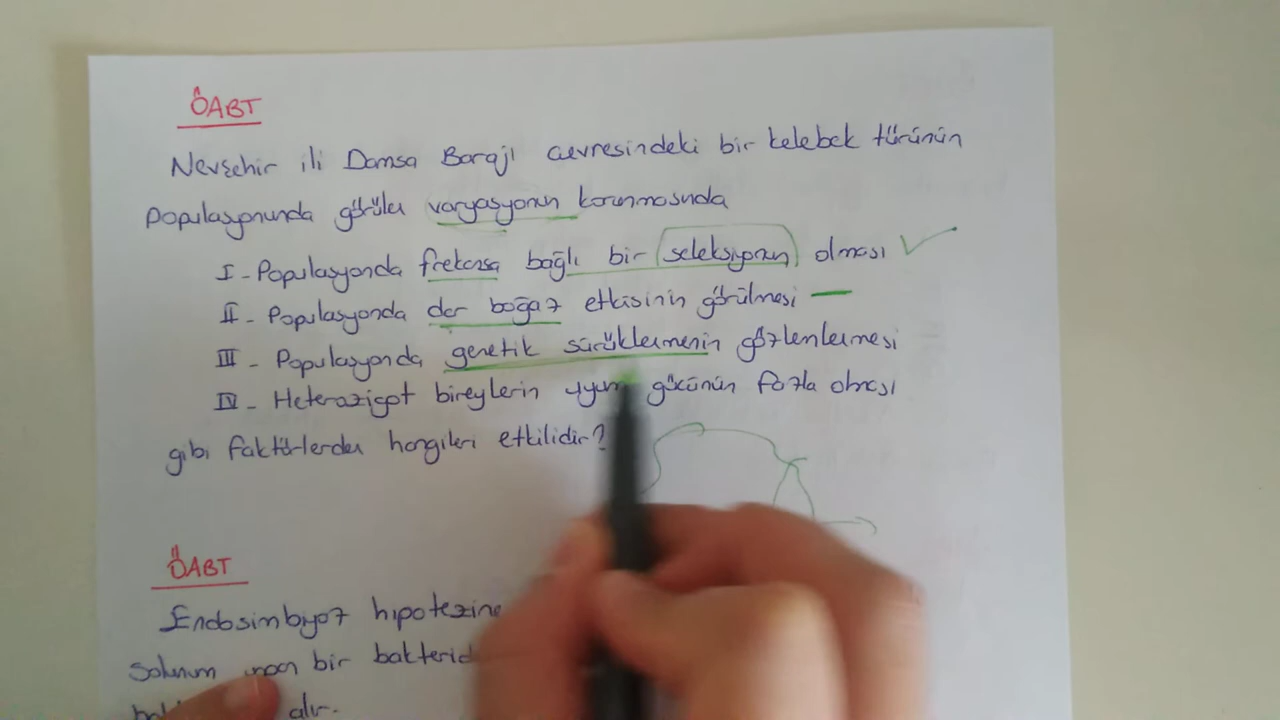 ÖABT
Nevşehir ili Damsa Barajı çevresindeki bir kelebek türünün
populasyonunda görülen varyasyonun korunmasında
I - Populasyonda frekansa bağlı bir seleksiyonun olması
II - Populasyonda dar boğaz etkisinin görülmesi
III - Populasyonda genetik sürüklenmenin gözlenlenmesi
IV - Heterozigot bireylerin uyum gücünün fazla olması
gibi faktörlerden hangileri etkilidir?
ÖABT
Endosimbiyoz hipotezine
Solunum yapan bir
alır.